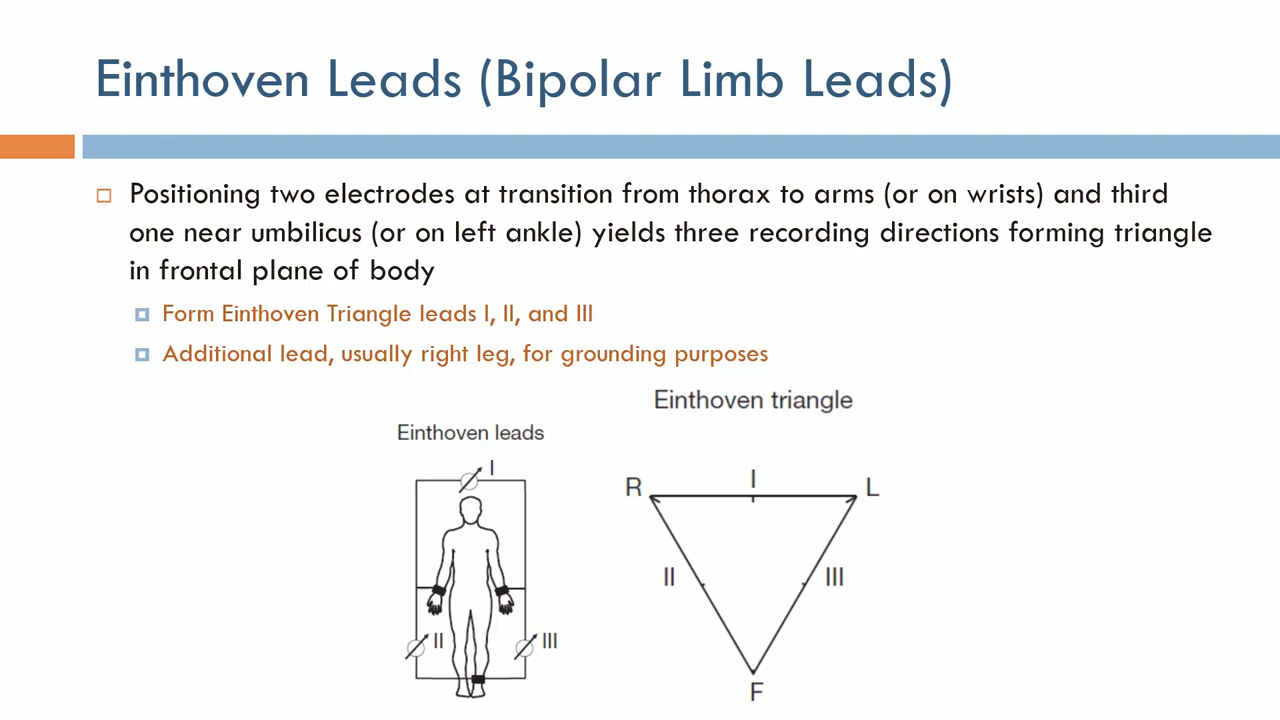 Einthoven Leads (Bipolar Limb Leads)
Positioning two electrodes at transition from thorax to arms (or on wrists) and third
one near umbilicus (or on left ankle) yields three recording directions forming triangle
in frontal plane of body
Form Einthoven Triangle leads I, II, and III
Additional lead, usually right leg, for grounding purposes
Einthoven leads
I
II
III
Einthoven triangle
R
I
L
II
III
F